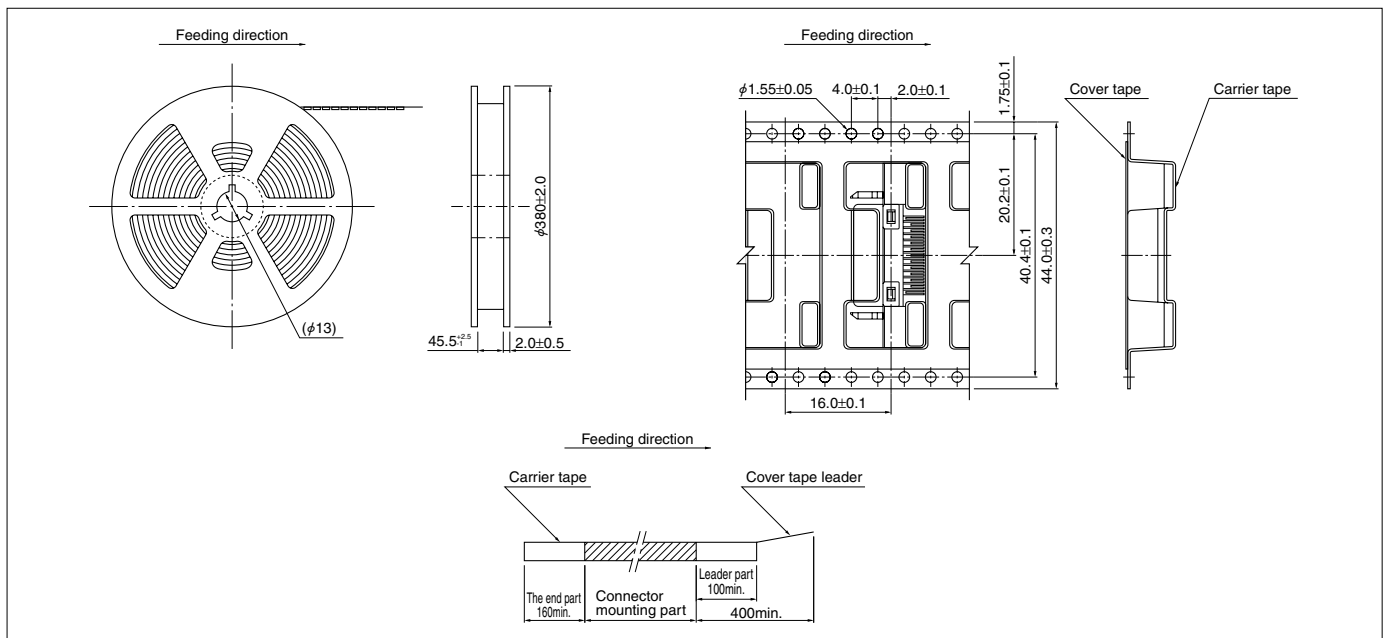 Feeding direction
φ380±2.0
(φ13)
45.5+2.5-1
2.0±0.5
Feeding direction
φ1.55±0.05
4.0±0.1
2.0±0.1
1.75±0.1
Cover tape
Carrier tape
20.2±0.1
40.4±0.1
44.0±0.3
16.0±0.1
Feeding direction
Carrier tape
Cover tape leader
Leader part
100min.
The end part
160min.
Connector
mounting part
400min.